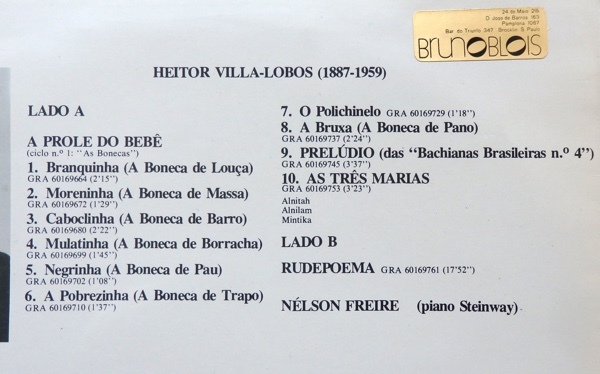 24 de Maio 215
D. Jose de Barros 163
Pamplona 1087
Bar. do Triunfo 347 Brooklin S. Paulo
BRUNOBLOIS
HEITOR VILLA-LOBOS (1887-1959)
LADO A
A PROLE DO BEBÊ
(ciclo n.º 1: “As Bonecas”)
1. Branquinha (A Boneca de Louça)
GRA 60169664 (2'15”)
2. Moreninha (A Boneca de Massa)
GRA 60169672 (1'29”)
3. Caboclinha (A Boneca de Barro)
GRA 60169680 (2'22”)
4. Mulatinha (A Boneca de Borracha)
GRA 60169699 (1'45”)
5. Negrinha (A Boneca de Pau)
GRA 60169702 (1'08”)
6. A Pobrezinha (A Boneca de Trapo)
GRA 60169710 (1'37”)
7. O Polichinelo GRA 60169729 (1'18”)
8. A Bruxa (A Boneca de Pano)
GRA 60169737 (2'24”)
9. PRELÚDIO (das “Bachianas Brasileiras n.º 4”)
GRA 60169745 (3'37”)
10. AS TRÊS MARIAS
GRA 60169753 (3'23”)
Alnitah
Alnilam
Mintika
LADO B
RUDEPOEMA GRA 60169761 (17'52”)
NÉLSON FREIRE (piano Steinway)